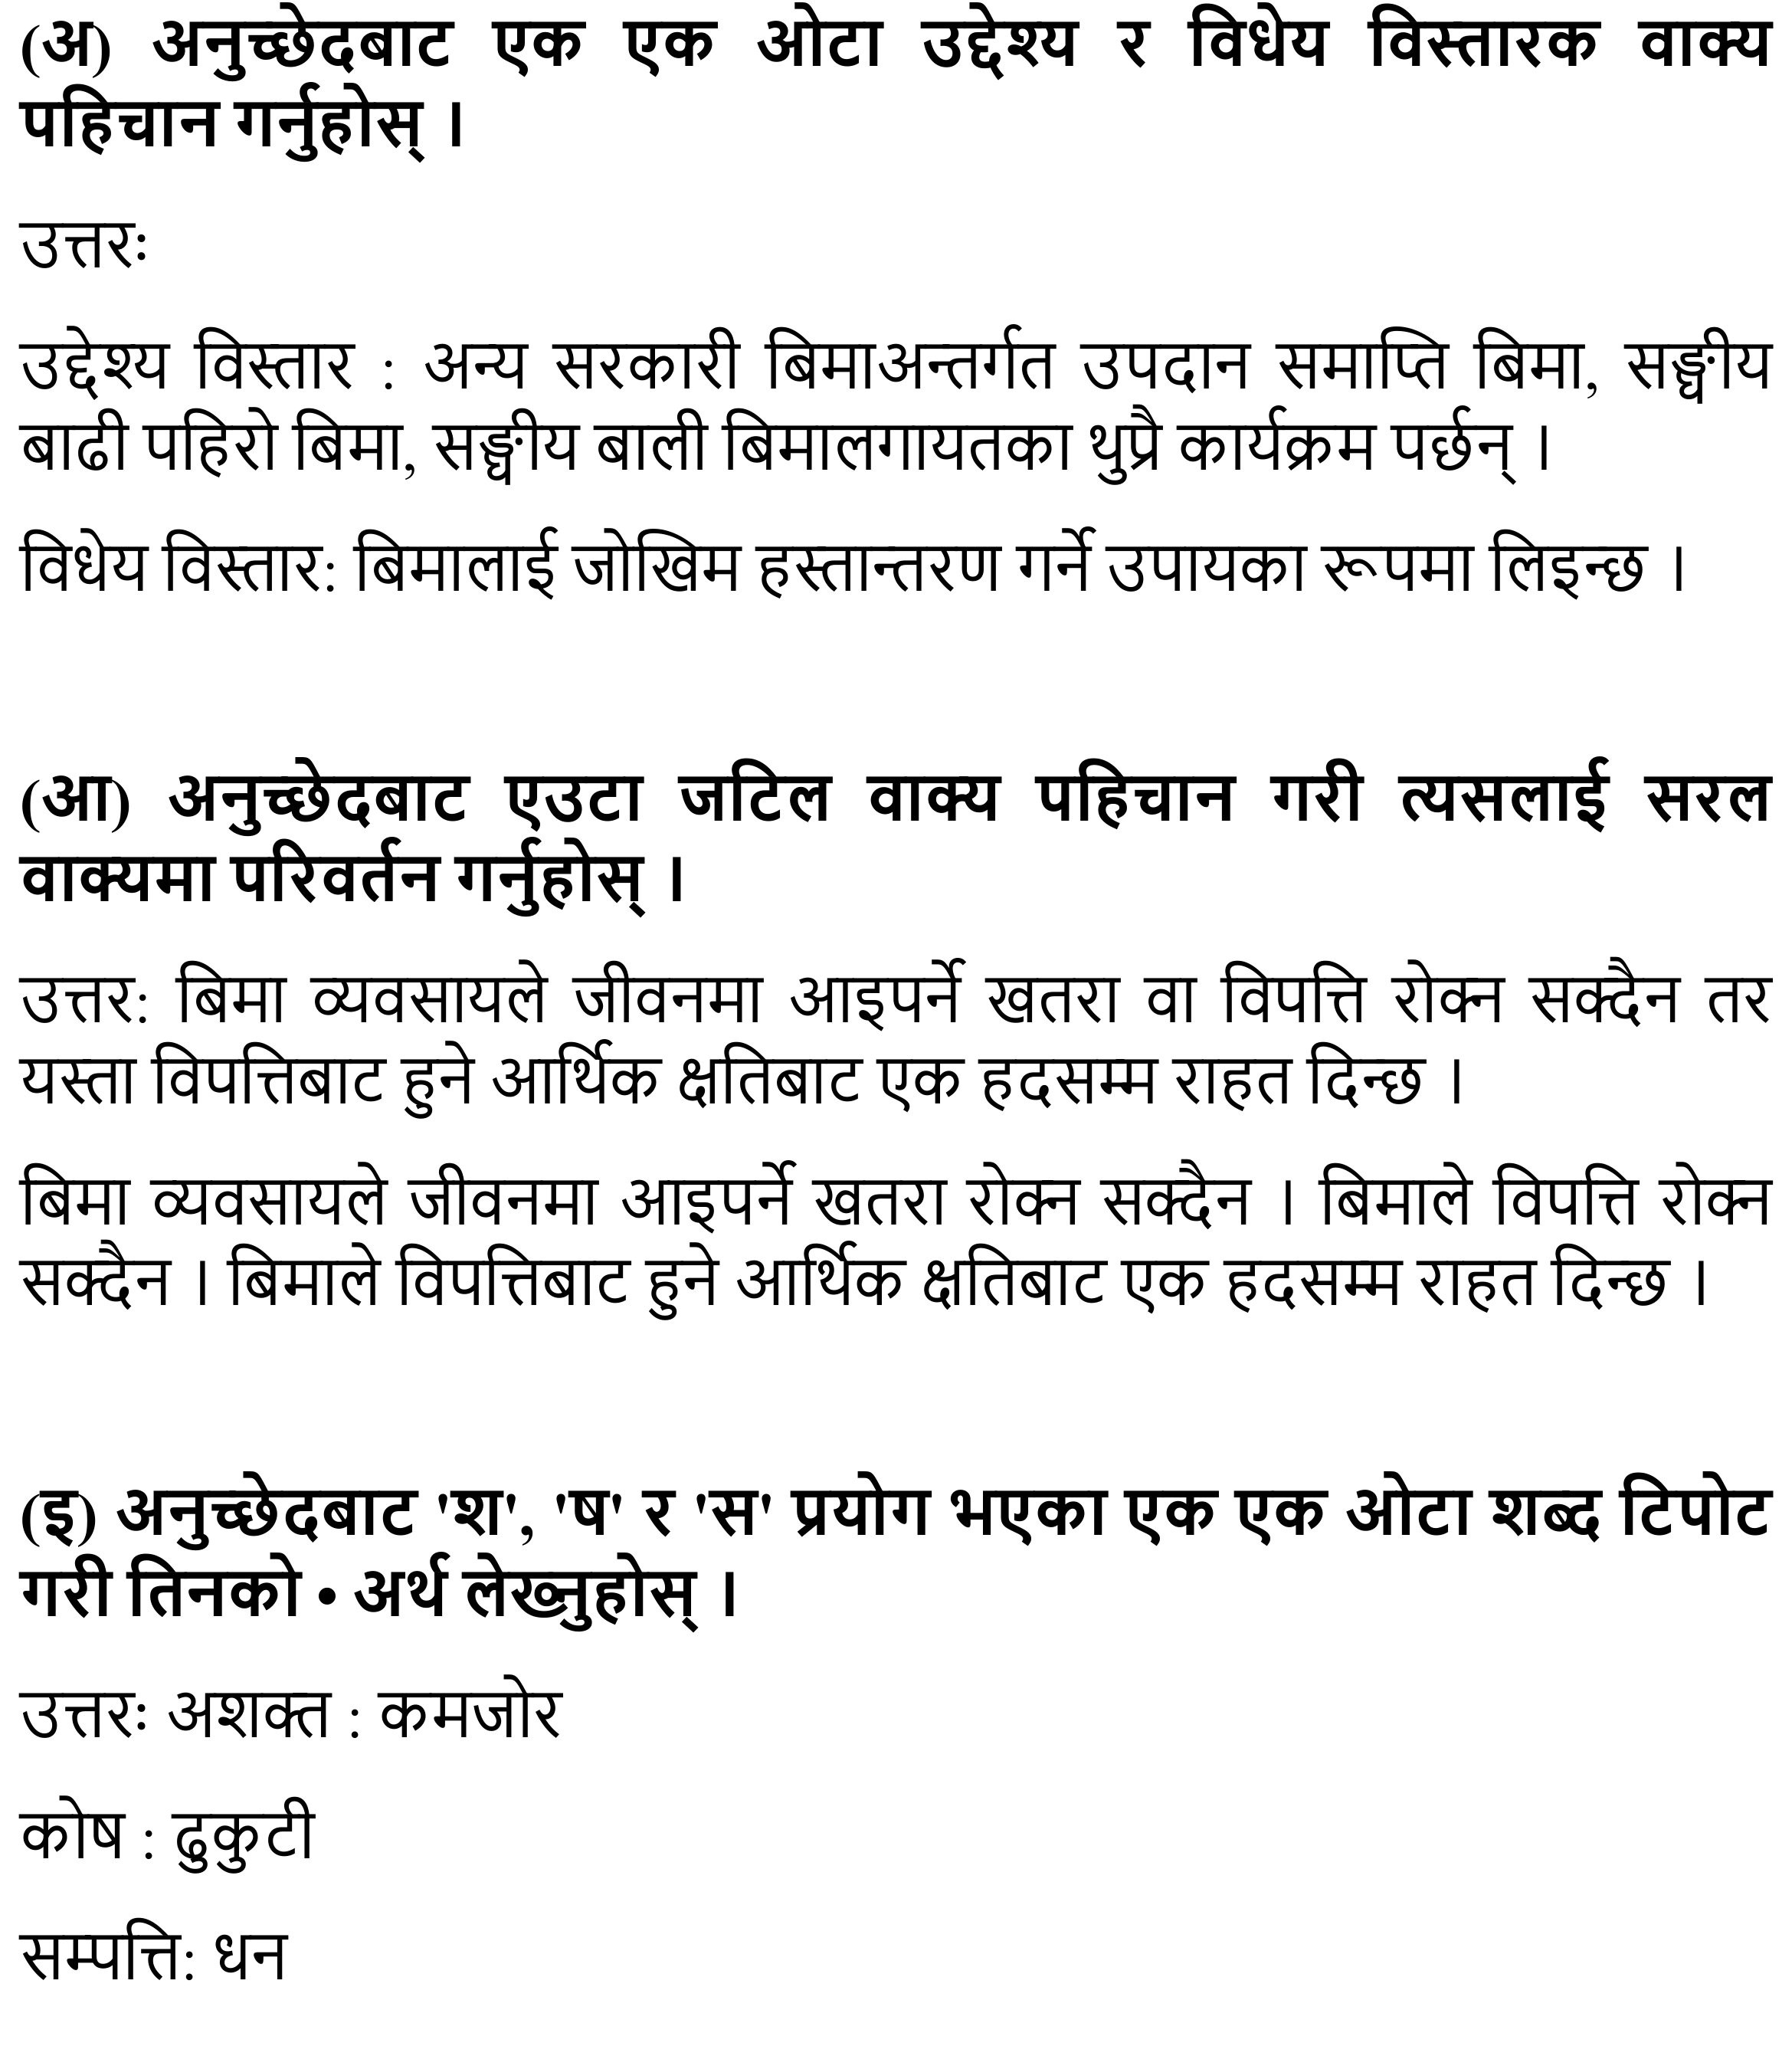 (अ) अनुच्छेदबाट एक एक ओटा उद्देश्य र विधेय विस्तारक वाक्य
पहिचान गर्नुहोस् ।
उत्तरः
उद्देश्य विस्तार : अन्य सरकारी बिमाअन्तर्गत उपदान समाप्ति बिमा, सङ्घीय
बाढी पहिरो बिमा, सङ्घीय बाली बिमालगायतका थुप्रै कार्यक्रम पर्छन् ।
विधेय विस्तार: बिमालाई जोखिम हस्तान्तरण गर्ने उपायका रूपमा लिइन्छ ।
(आ) अनुच्छेदबाट एउटा जटिल वाक्य पहिचान गरी त्यसलाई सरल
वाक्यमा परिवर्तन गर्नुहोस् ।
उत्तर: बिमा व्यवसायले जीवनमा आइपर्ने खतरा वा विपत्ति रोक्न सक्दैन तर
यस्ता विपत्तिबाट हुने आर्थिक क्षतिबाट एक हदसम्म राहत दिन्छ ।
बिमा व्यवसायले जीवनमा आइपर्ने खतरा रोक्न सक्दैन । बिमाले विपत्ति रोक्न
सक्दैन । बिमाले विपत्तिबाट हुने आर्थिक क्षतिबाट एक हदसम्म राहत दिन्छ ।
(इ) अनुच्छेदबाट 'श', 'ष' र 'स' प्रयोग भएका एक एक ओटा शब्द टिपोट
गरी तिनको • अर्थ लेख्नुहोस् ।
उत्तरः अशक्त : कमजोर
कोष : ढुकुटी
सम्पत्ति: धन